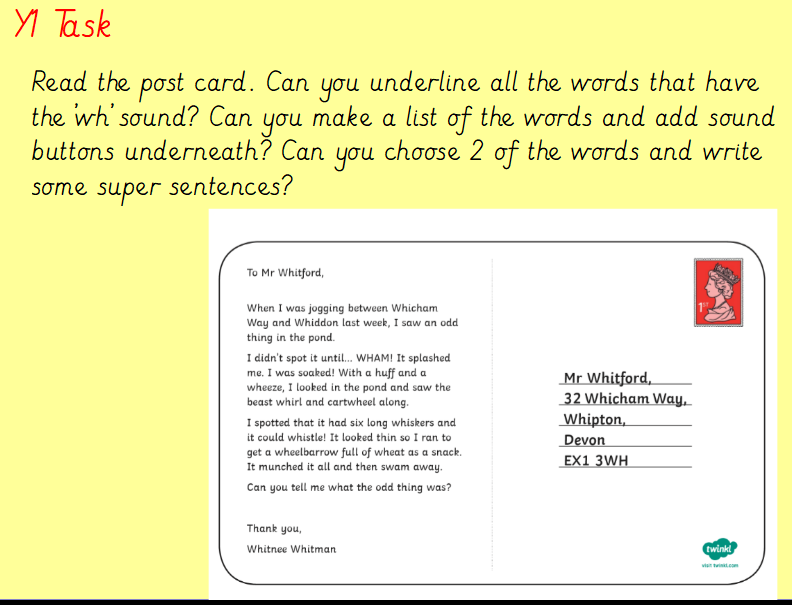 Y1 Task
Read the post card. Can you underline all the words that have
the 'wh' sound? Can you make a list of the words and add sound
buttons underneath? Can you choose 2 of the words and write
some super sentences?
To Mr Whitford,
When I was jogging between Whicham
Way and Whiddon last week, I saw an odd
thing in the pond.
I didn't spot it until... WHAM! It splashed
me. I was soaked! With a huff and a
wheeze, I looked in the pond and saw the
beast whirl and cartwheel along.
I spotted that it had six long whiskers and
it could whistle! It looked thin so I ran to
get a wheelbarrow full of wheat as a snack.
It munched it all and then swam away.
Can you tell me what the odd thing was?
Thank you,
Whitnee Whitman
1ST
Mr Whitford,
32 Whicham Way,
Whipton,
Devon
EX1 3WH
twinkl
visit twinkl.com